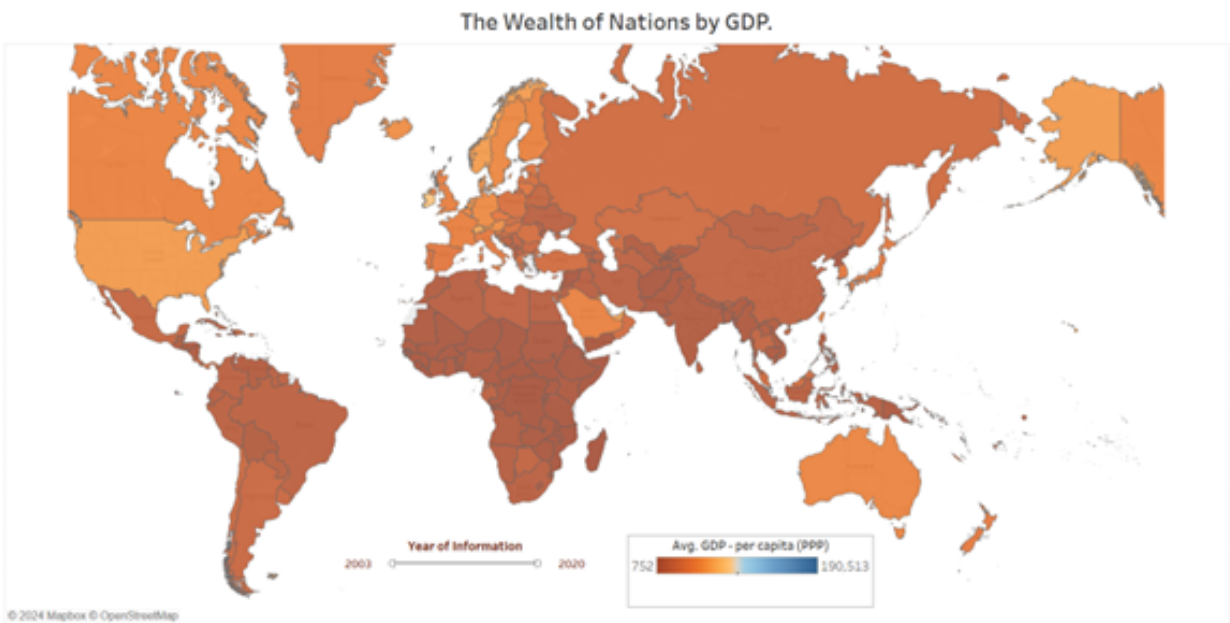 The Wealth of Nations by GDP.
Year of Information
2003
2020
Avg. GDP - per capita (PPP)
752
190,513
© 2024 Mapbox © OpenStreetMap